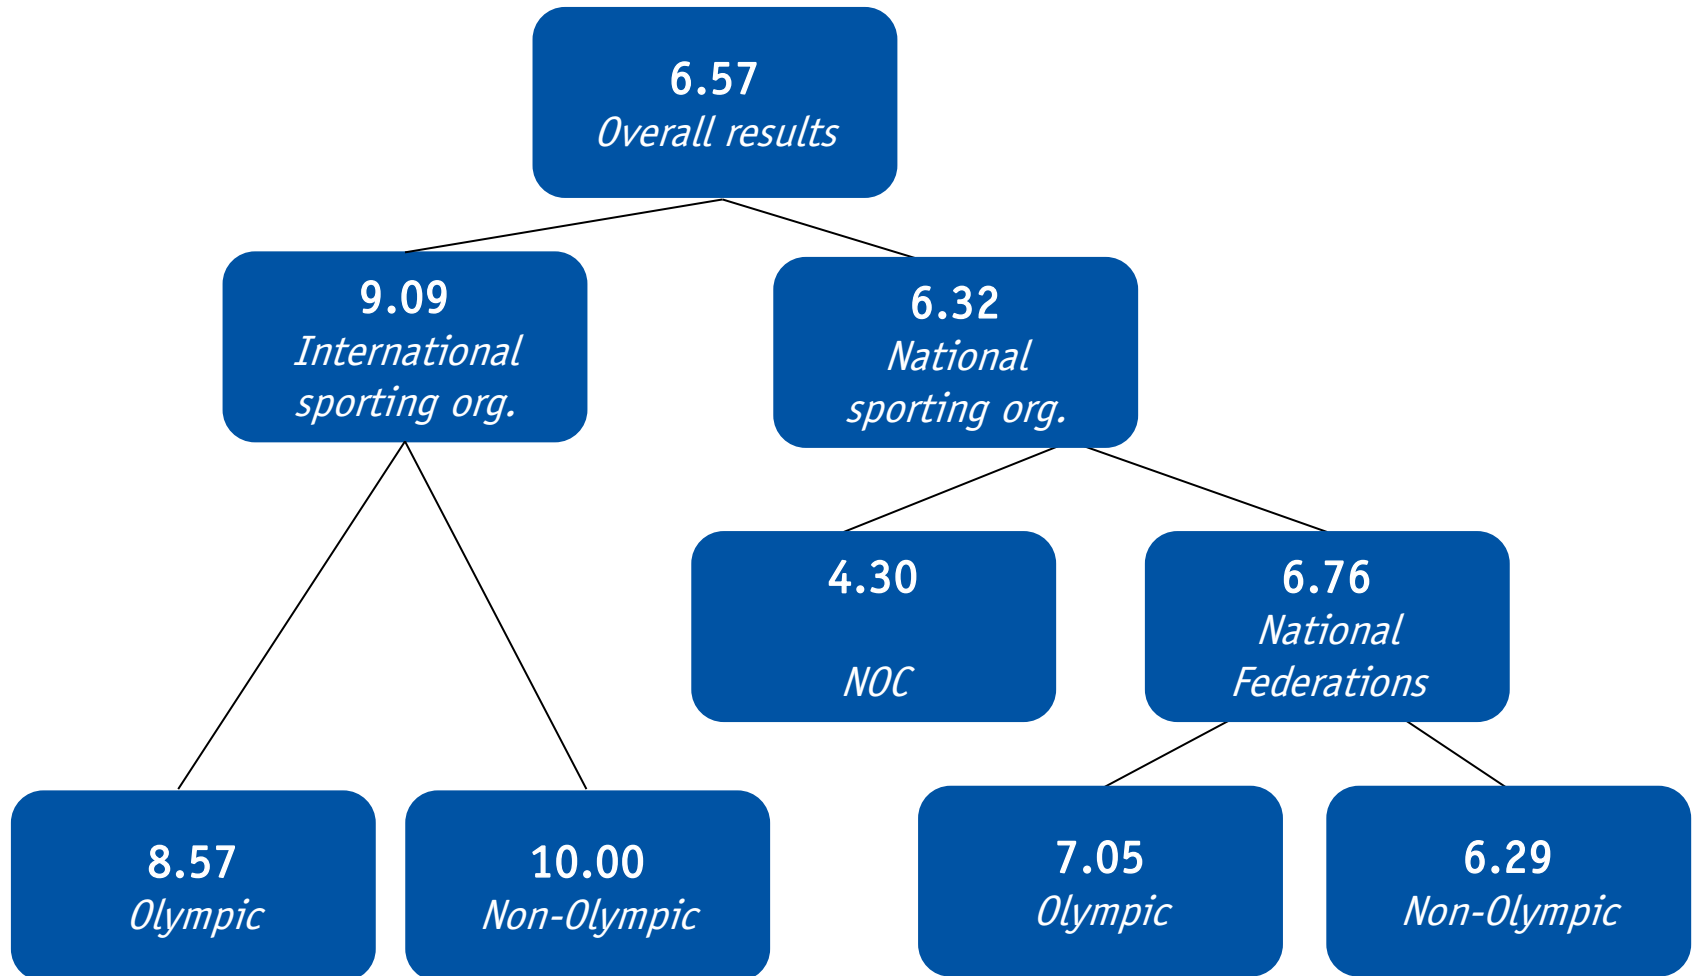 6.57
Overall results
9.09
International
sporting org.
6.32
National
sporting org.
4.30
NOC
6.76
National
Federations
8.57
Olympic
10.00
Non-Olympic
7.05
Olympic
6.29
Non-Olympic